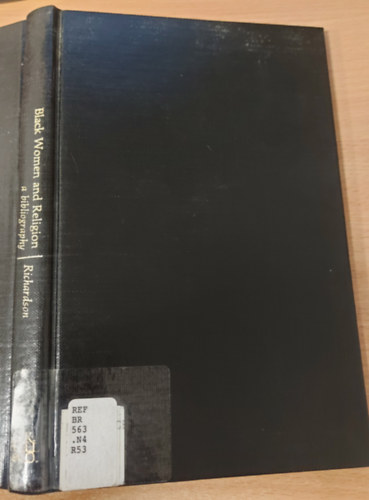 Black Women and Religion
a bibliography
Richardson
REF
BR
563
.N4
R53